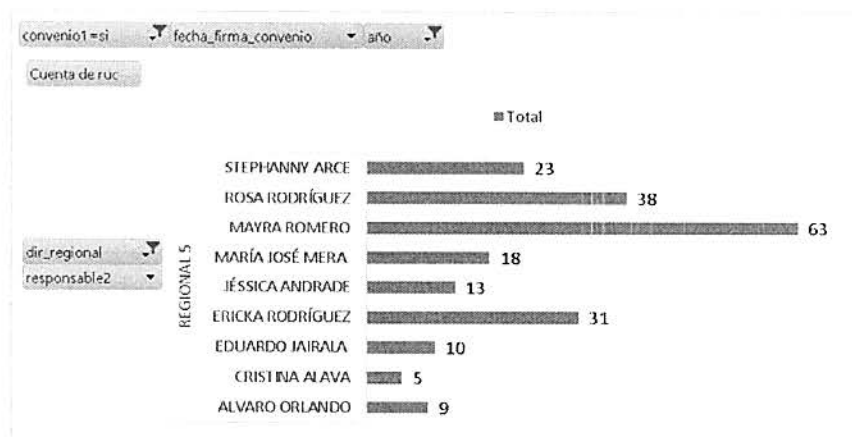 convenio1=si fecha_firma_convenio año
Cuenta de ruc
Total
STEPHANNY ARCE 23
ROSA RODRÍGUEZ 38
MAYRA ROMERO 63
dir_regional
responsable2
REGIONAL 5
MARÍA JOSÉ MERA 18
JÉSSICA ANDRADE 13
ERICKA RODRÍGUEZ 31
EDUARDO JAIRALA 10
CRISTINA ALAVA 5
ALVARO ORLANDO 9